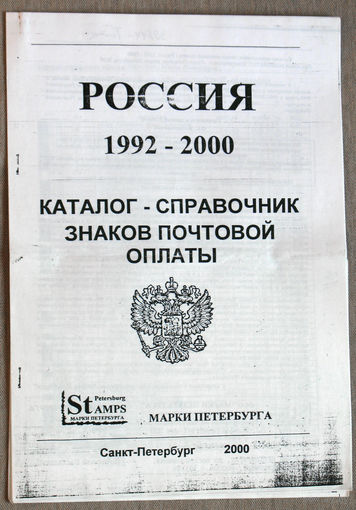 РОССИЯ
1992 - 2000
КАТАЛОГ - СПРАВОЧНИК
ЗНАКОВ ПОЧТОВОЙ
ОПЛАТЫ
Petersburg
StAMPS
МАРКИ ПЕТЕРБУРГА
МАРКИ ПЕТЕРБУРГА
Санкт-Петербург 2000